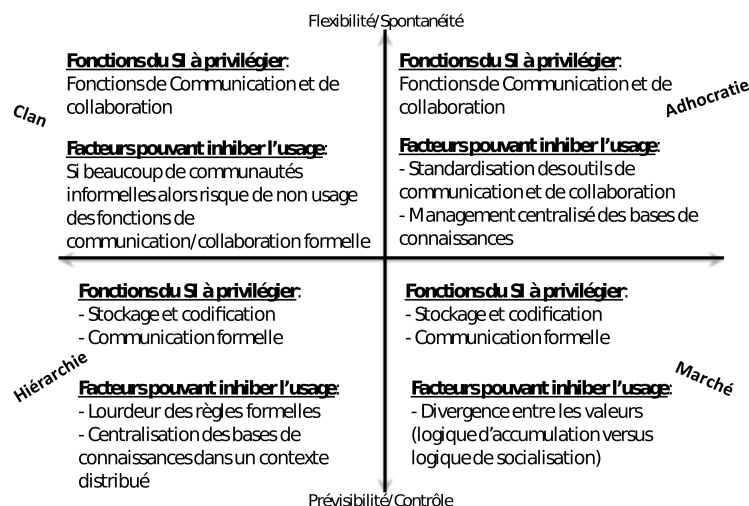 Flexibilité/Spontanéité
Fonctions du SI à privilégier:
Fonctions de Communication et de
collaboration
Clan
Facteurs pouvant inhiber l'usage:
Si beaucoup de communautés
informelles alors risque de non usage
des fonctions de
communication/collaboration formelle
Fonctions du SI à privilégier:
Fonctions de Communication et de
collaboration
Adhocratie
Facteurs pouvant inhiber l'usage:
- Standardisation des outils de
communication et de collaboration
- Management centralisé des bases de
connaissances
Fonctions du SI à privilégier:
- Stockage et codification
- Communication formelle
Hiérarchie
Facteurs pouvant inhiber l'usage:
- Lourdeur des règles formelles
- Centralisation des bases de
connaissances dans un contexte
distribué
Fonctions du SI à privilégier:
- Stockage et codification
- Communication formelle
Marché
Facteurs pouvant inhiber l'usage:
- Divergence entre les valeurs
(logique d'accumulation versus
logique de socialisation)
Prévisibilité/Contrôle